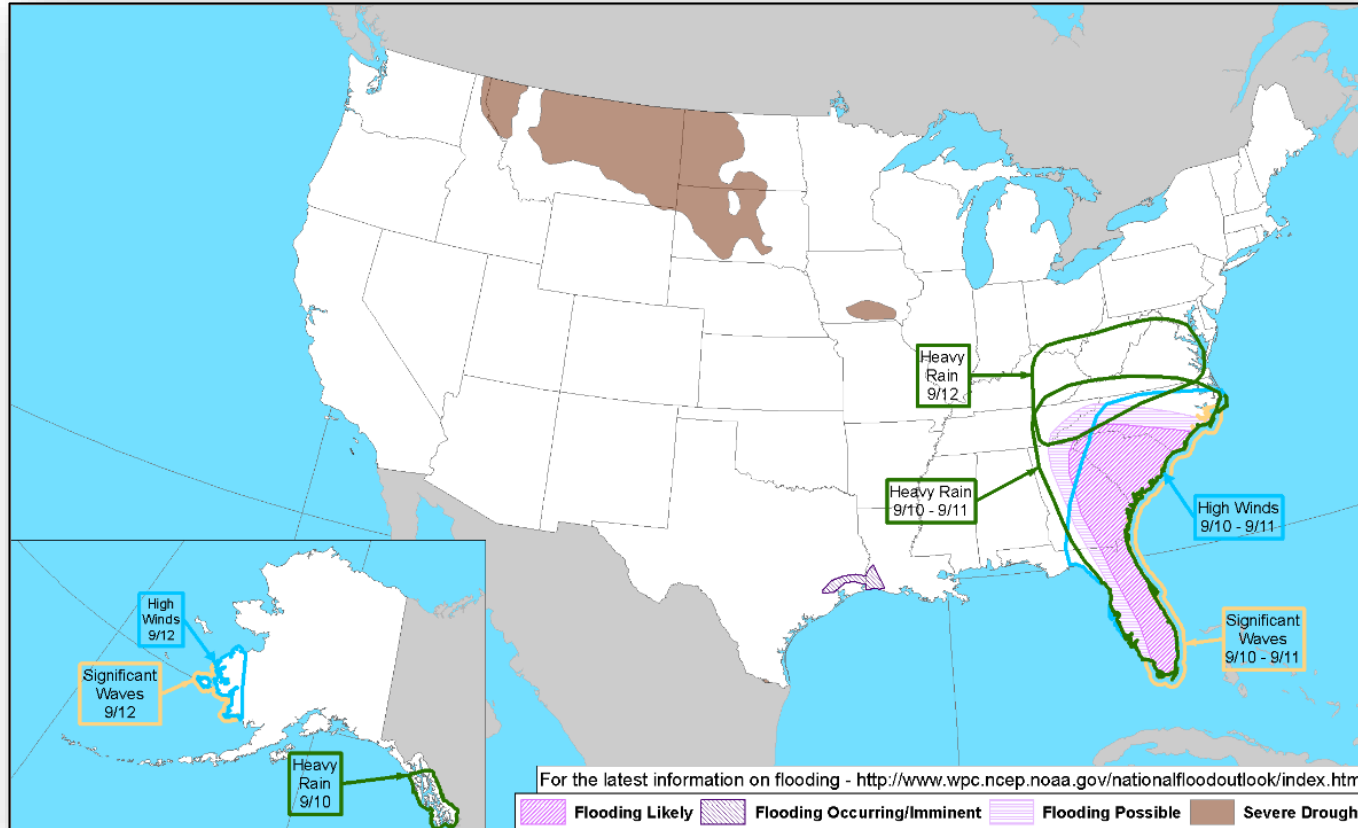 Heavy
Rain
9/12
Heavy Rain
9/10 - 9/11
High Winds
9/10 - 9/11
Significant
Waves
9/10 - 9/11
High
Winds
9/12
Significant
Waves
9/12
Heavy
Rain
9/10
For the latest information on flooding - http://www.wpc.ncep.noaa.gov/nationalfloodoutlook/index.htm
Flooding Likely Flooding Occurring/Imminent Flooding Possible Severe Drough